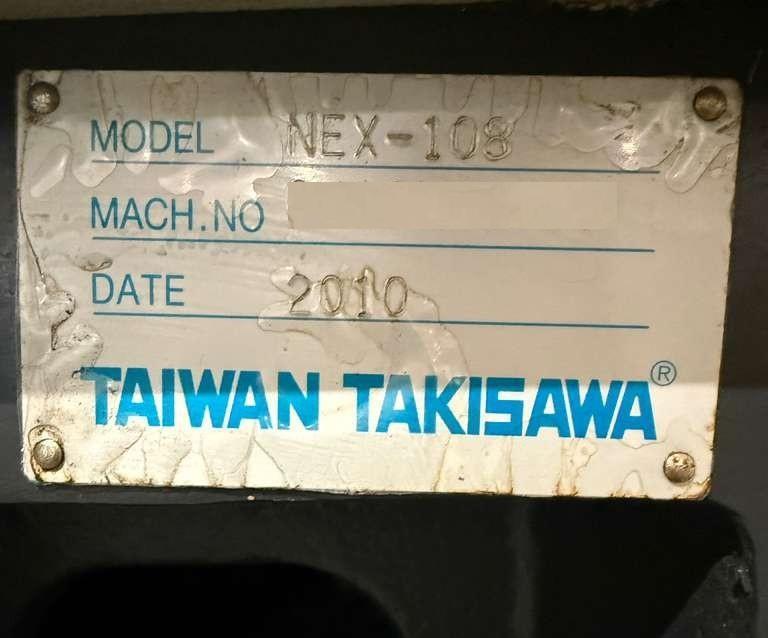 MODEL NEX-108
MACH.NO
DATE 2010
TAIWAN TAKISAWA®